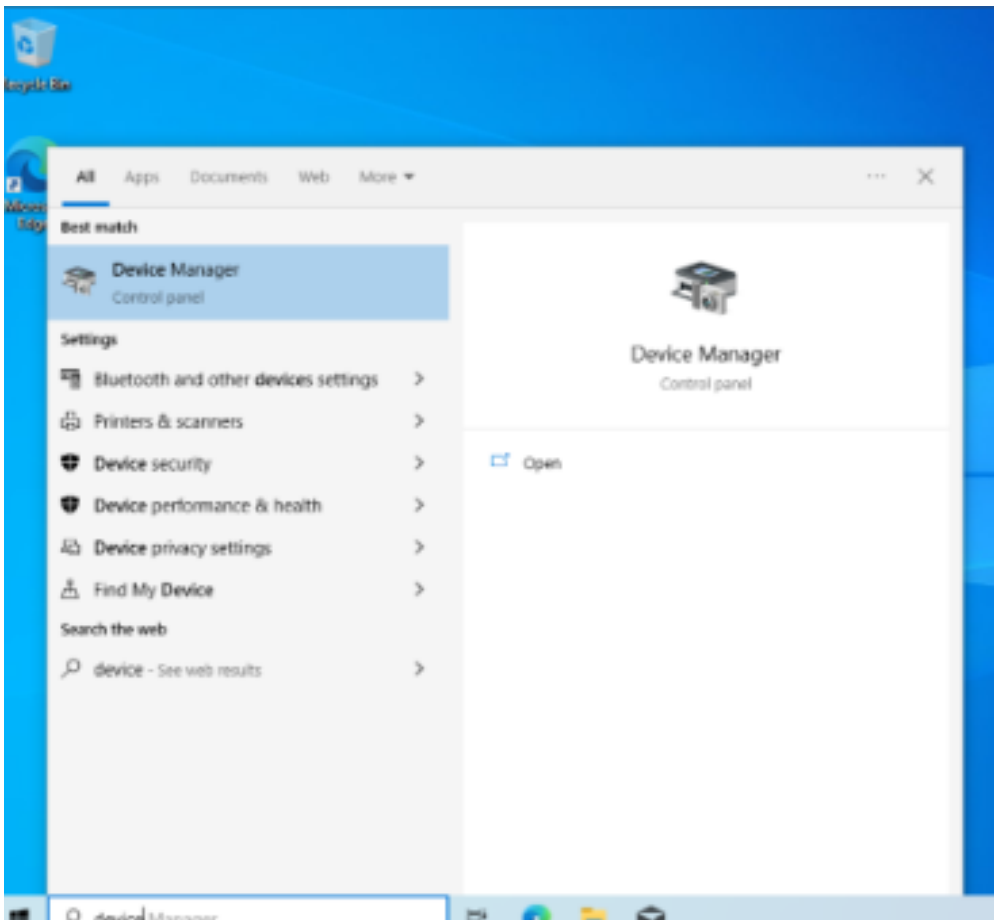 Recycle Bin
Microsoft
Edge
All Apps Documents Web More
Best match
Device Manager
Control panel
Settings
Bluetooth and other devices settings
Printers & scanners
Device security
Device performance & health
Device privacy settings
Find My Device
Search the web
device - See web results
Device Manager
Control panel
Open
device Manager